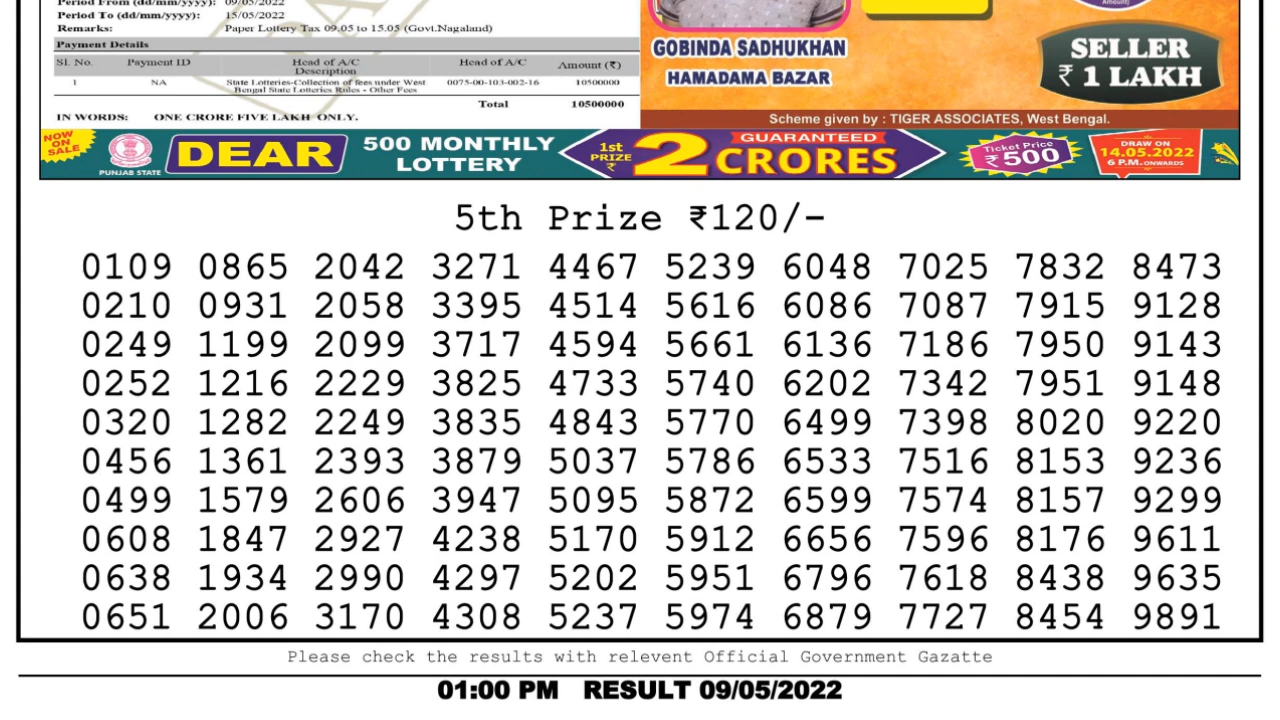 Period From (dd/mm/yyyy): 09/05/2022
Period To (dd/mm/yyyy): 15/05/2022
Remarks: Paper Lottery Tax 09.05 to 15.05 (Govt.Nagaland)
Payment Details
Sl. No. Payment ID Head of A/C Description Head of A/C Amount (₹)
1 NA State Lotteries-Collection of fees under West Bengal State Lotteries Rules - Other Fees 0075-00-103-002-16 10500000
Total 10500000
IN WORDS: ONE CRORE FIVE LAKH ONLY.
GOBINDA SADHUKHAN
HAMADAMA BAZAR
SELLER
₹ 1 LAKH
Scheme given by : TIGER ASSOCIATES, West Bengal.
NOW ON SALE
PUNJAB STATE
DEAR
500 MONTHLY
LOTTERY
1st PRIZE ₹
2
GUARANTEED
CRORES
Ticket Price
₹500
DRAW ON
14.05.2022
6 P.M. ONWARDS
5th Prize ₹120/-
0109 0865 2042 3271 4467 5239 6048 7025 7832 8473
0210 0931 2058 3395 4514 5616 6086 7087 7915 9128
0249 1199 2099 3717 4594 5661 6136 7186 7950 9143
0252 1216 2229 3825 4733 5740 6202 7342 7951 9148
0320 1282 2249 3835 4843 5770 6499 7398 8020 9220
0456 1361 2393 3879 5037 5786 6533 7516 8153 9236
0499 1579 2606 3947 5095 5872 6599 7574 8157 9299
0608 1847 2927 4238 5170 5912 6656 7596 8176 9611
0638 1934 2990 4297 5202 5951 6796 7618 8438 9635
0651 2006 3170 4308 5237 5974 6879 7727 8454 9891
Please check the results with relevent Official Government Gazatte
01:00 PM RESULT 09/05/2022